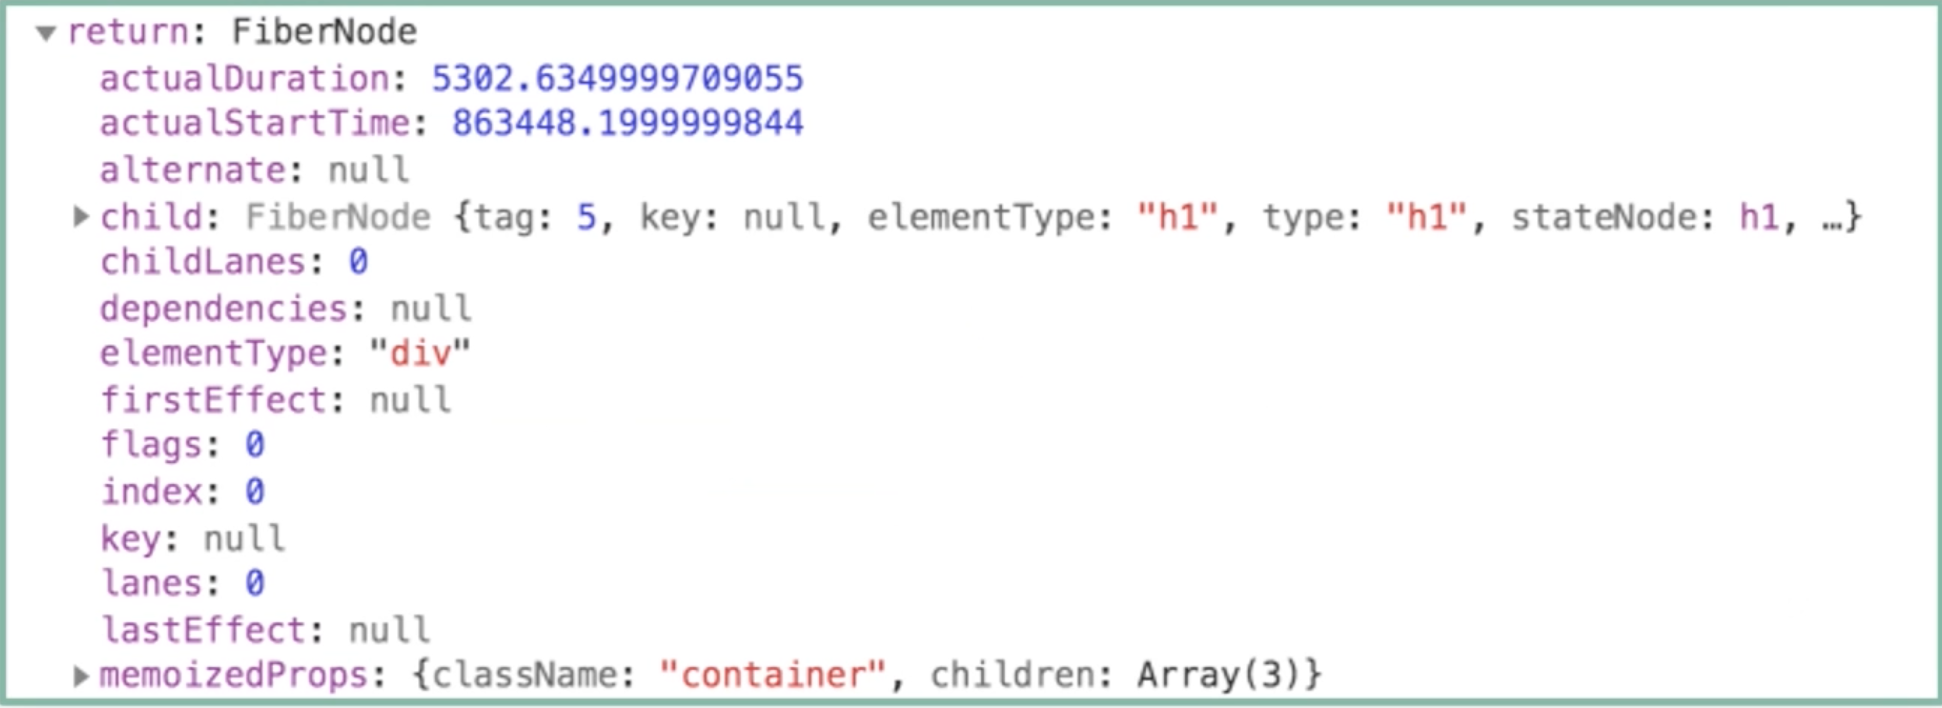 return: FiberNode
actualDuration: 5302.6349999709055
actualStartTime: 863448.1999999844
alternate: null
child: FiberNode {tag: 5, key: null, elementType: "h1", type: "h1", stateNode: h1, …}
childLanes: 0
dependencies: null
elementType: "div"
firstEffect: null
flags: 0
index: 0
key: null
lanes: 0
lastEffect: null
memoizedProps: {className: "container", children: Array(3)}